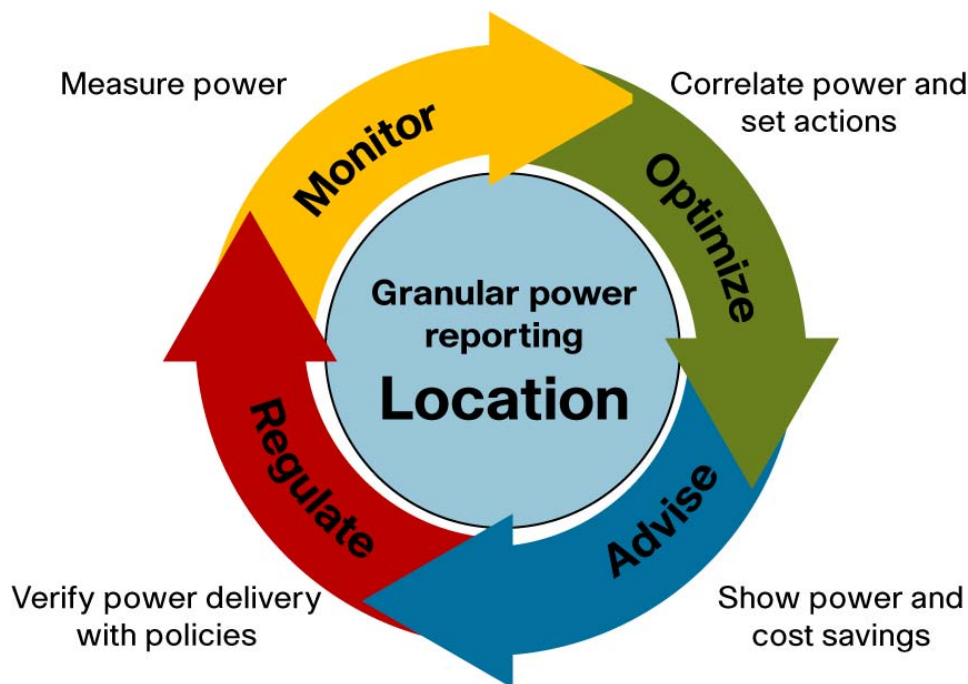 Measure power
Monitor
Correlate power and
set actions
Optimize
Granular power
reporting
Location
Regulate
Advise
Verify power delivery
with policies
Show power and
cost savings